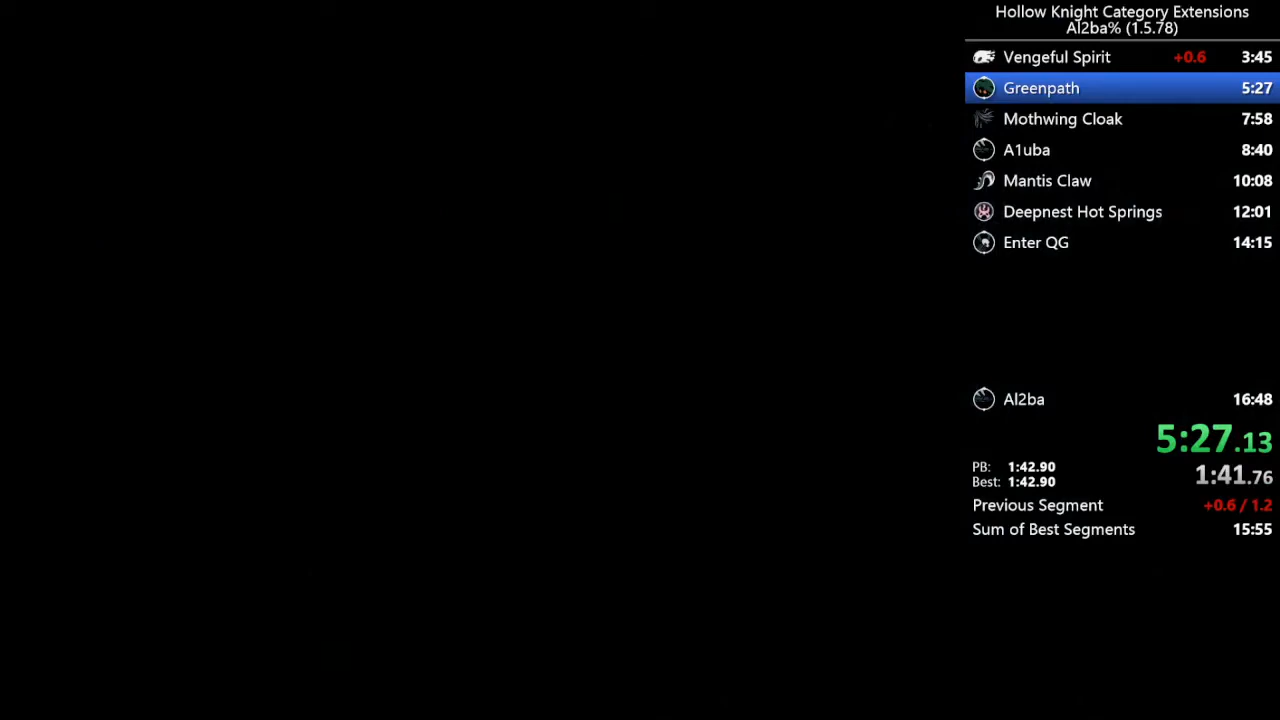 Hollow Knight Category Extensions
Al2ba% (1.5.78)
Vengeful Spirit +0.6 3:45
Greenpath 5:27
Mothwing Cloak 7:58
A1uba 8:40
Mantis Claw 10:08
Deepnest Hot Springs 12:01
Enter QG 14:15
Al2ba 16:48
5:27.13
PB: 1:42.90
Best: 1:42.90
1:41.76
Previous Segment +0.6 / 1.2
Sum of Best Segments 15:55